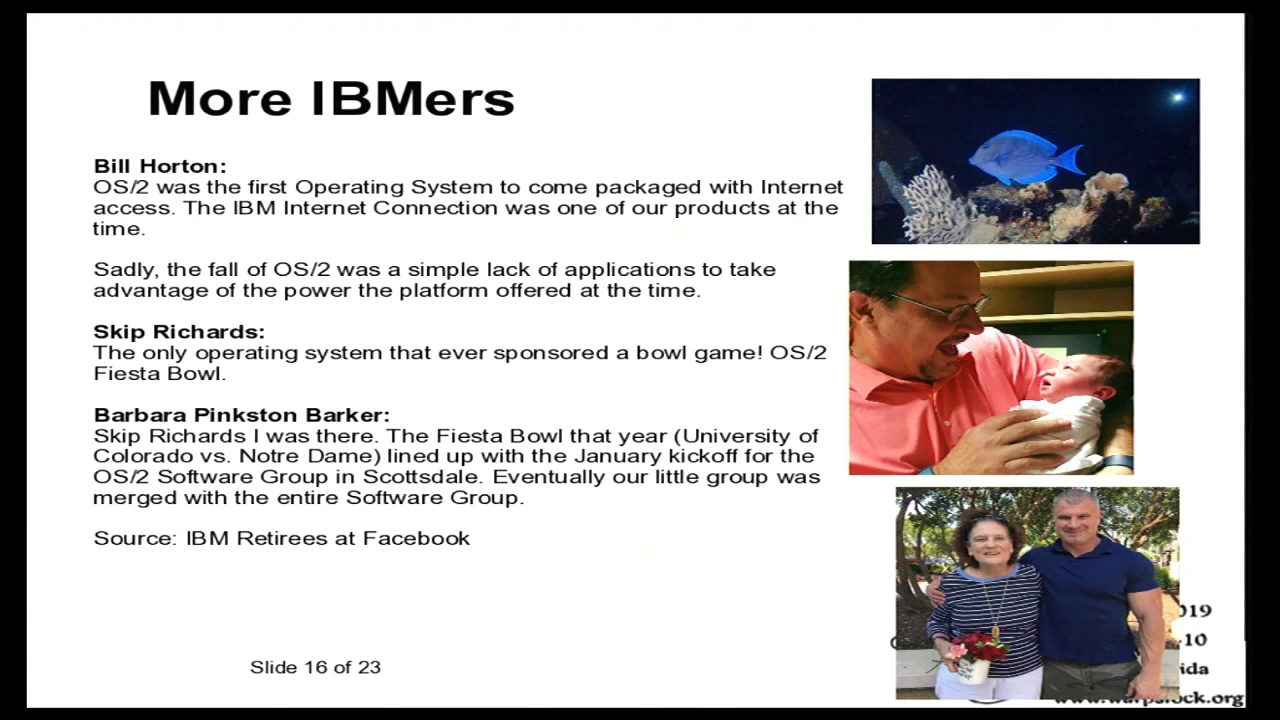 More IBMers
Bill Horton:
OS/2 was the first Operating System to come packaged with Internet
access. The IBM Internet Connection was one of our products at the
time.
Sadly, the fall of OS/2 was a simple lack of applications to take
advantage of the power the platform offered at the time.
Skip Richards:
The only operating system that ever sponsored a bowl game! OS/2
Fiesta Bowl.
Barbara Pinkston Barker:
Skip Richards I was there. The Fiesta Bowl that year (University of
Colorado vs. Notre Dame) lined up with the January kickoff for the
OS/2 Software Group in Scottsdale. Eventually our little group was
merged with the entire Software Group.
Source: IBM Retirees at Facebook
Slide 16 of 23
019
10
ida
www.warpstock.org